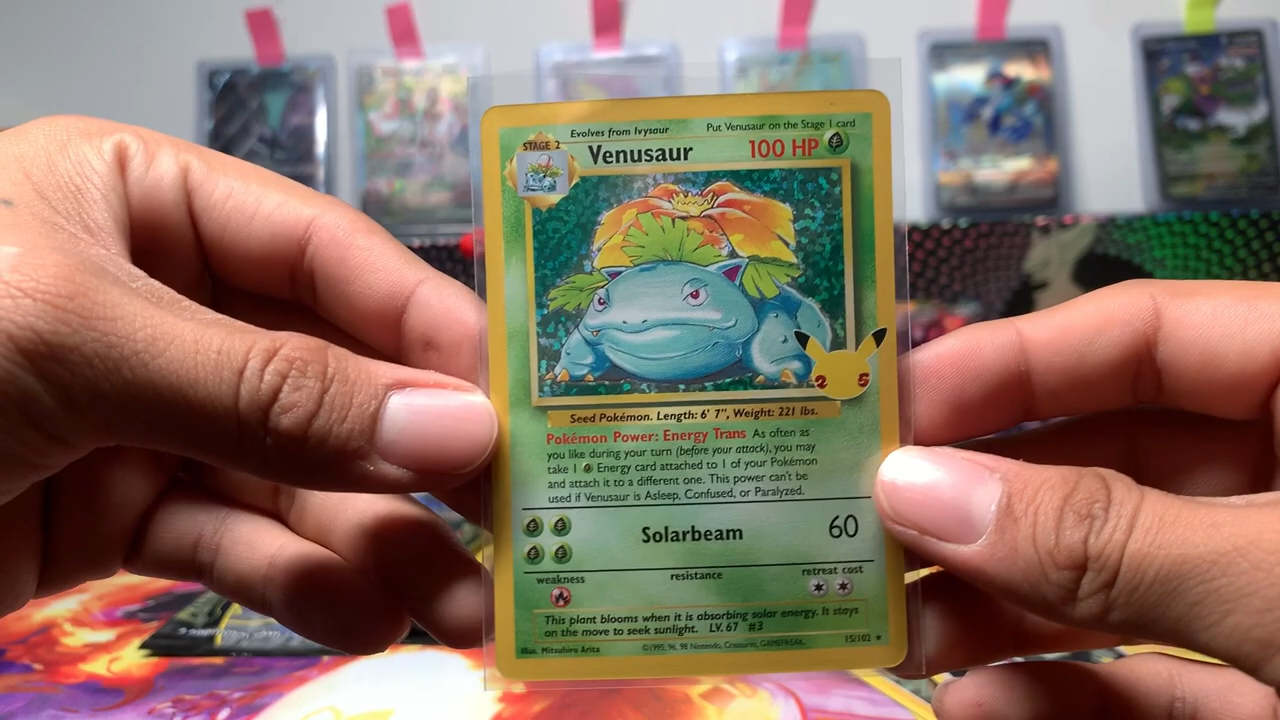 Evolves from Ivysaur
Put Venusaur on the Stage 1 card
STAGE 2
Venusaur
100 HP
25
Seed Pokémon. Length: 6' 7", Weight: 221 lbs.
Pokémon Power: Energy Trans As often as
you like during your turn (before your attack), you may
take 1 Energy card attached to 1 of your Pokémon
and attach it to a different one. This power can't be
used if Venusaur is Asleep, Confused, or Paralyzed.
Solarbeam
60
weakness
resistance
retreat cost
This plant blooms when it is absorbing solar energy. It stays
on the move to seek sunlight. LV. 67 #3
15/102
Illus. Mitsuhiro Arita
©1995, 96, 98 Nintendo, Creatures, GAMEFREAK.